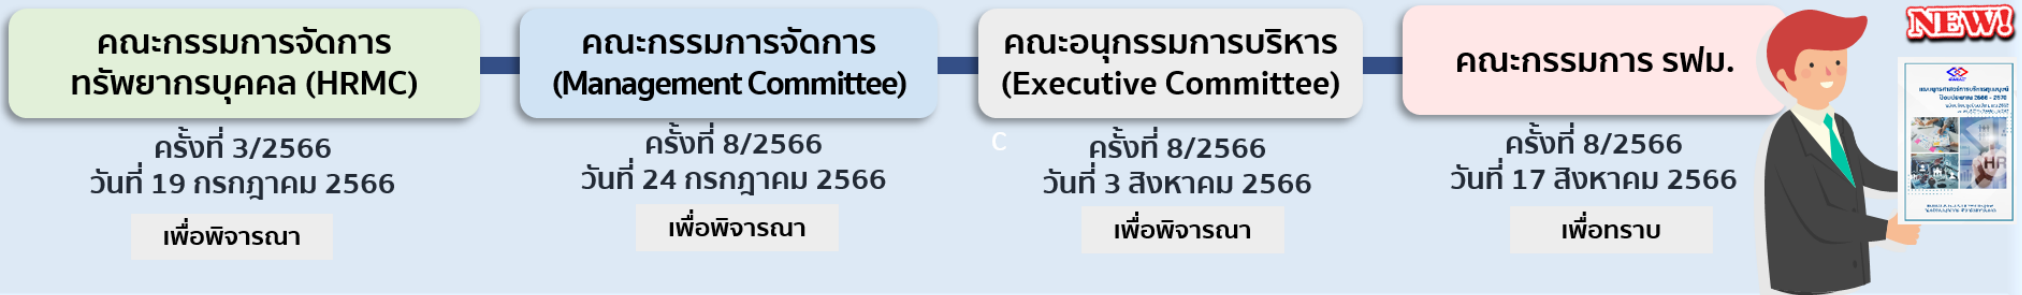 คณะกรรมการจัดการ
ทรัพยากรบุคคล (HRMC)
ครั้งที่ 3/2566
วันที่ 19 กรกฎาคม 2566
เพื่อพิจารณา
คณะกรรมการจัดการ
(Management Committee)
ครั้งที่ 8/2566
วันที่ 24 กรกฎาคม 2566
เพื่อพิจารณา
คณะอนุกรรมการบริหาร
(Executive Committee)
c
ครั้งที่ 8/2566
วันที่ 3 สิงหาคม 2566
เพื่อพิจารณา
คณะกรรมการ รฟม.
ครั้งที่ 8/2566
วันที่ 17 สิงหาคม 2566
เพื่อทราบ
NEW!
HR